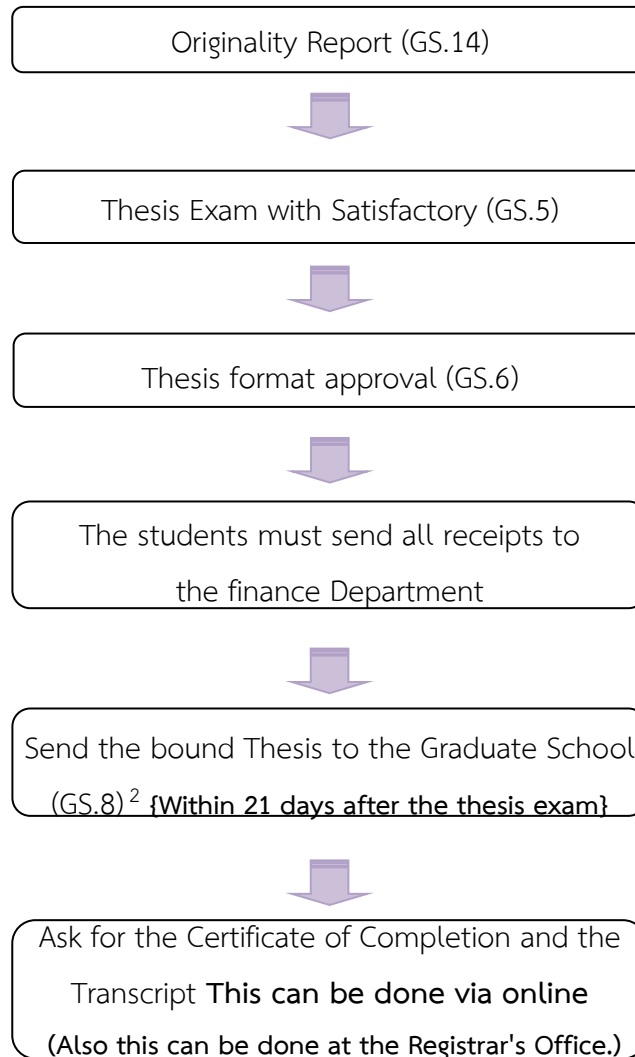 Originality Report (GS.14)
Thesis Exam with Satisfactory (GS.5)
Thesis format approval (GS.6)
The students must send all receipts to
the finance Department
Send the bound Thesis to the Graduate School
(GS.8) ² {Within 21 days after the thesis exam}
Ask for the Certificate of Completion and the
Transcript This can be done via online
(Also this can be done at the Registrar's Office.)